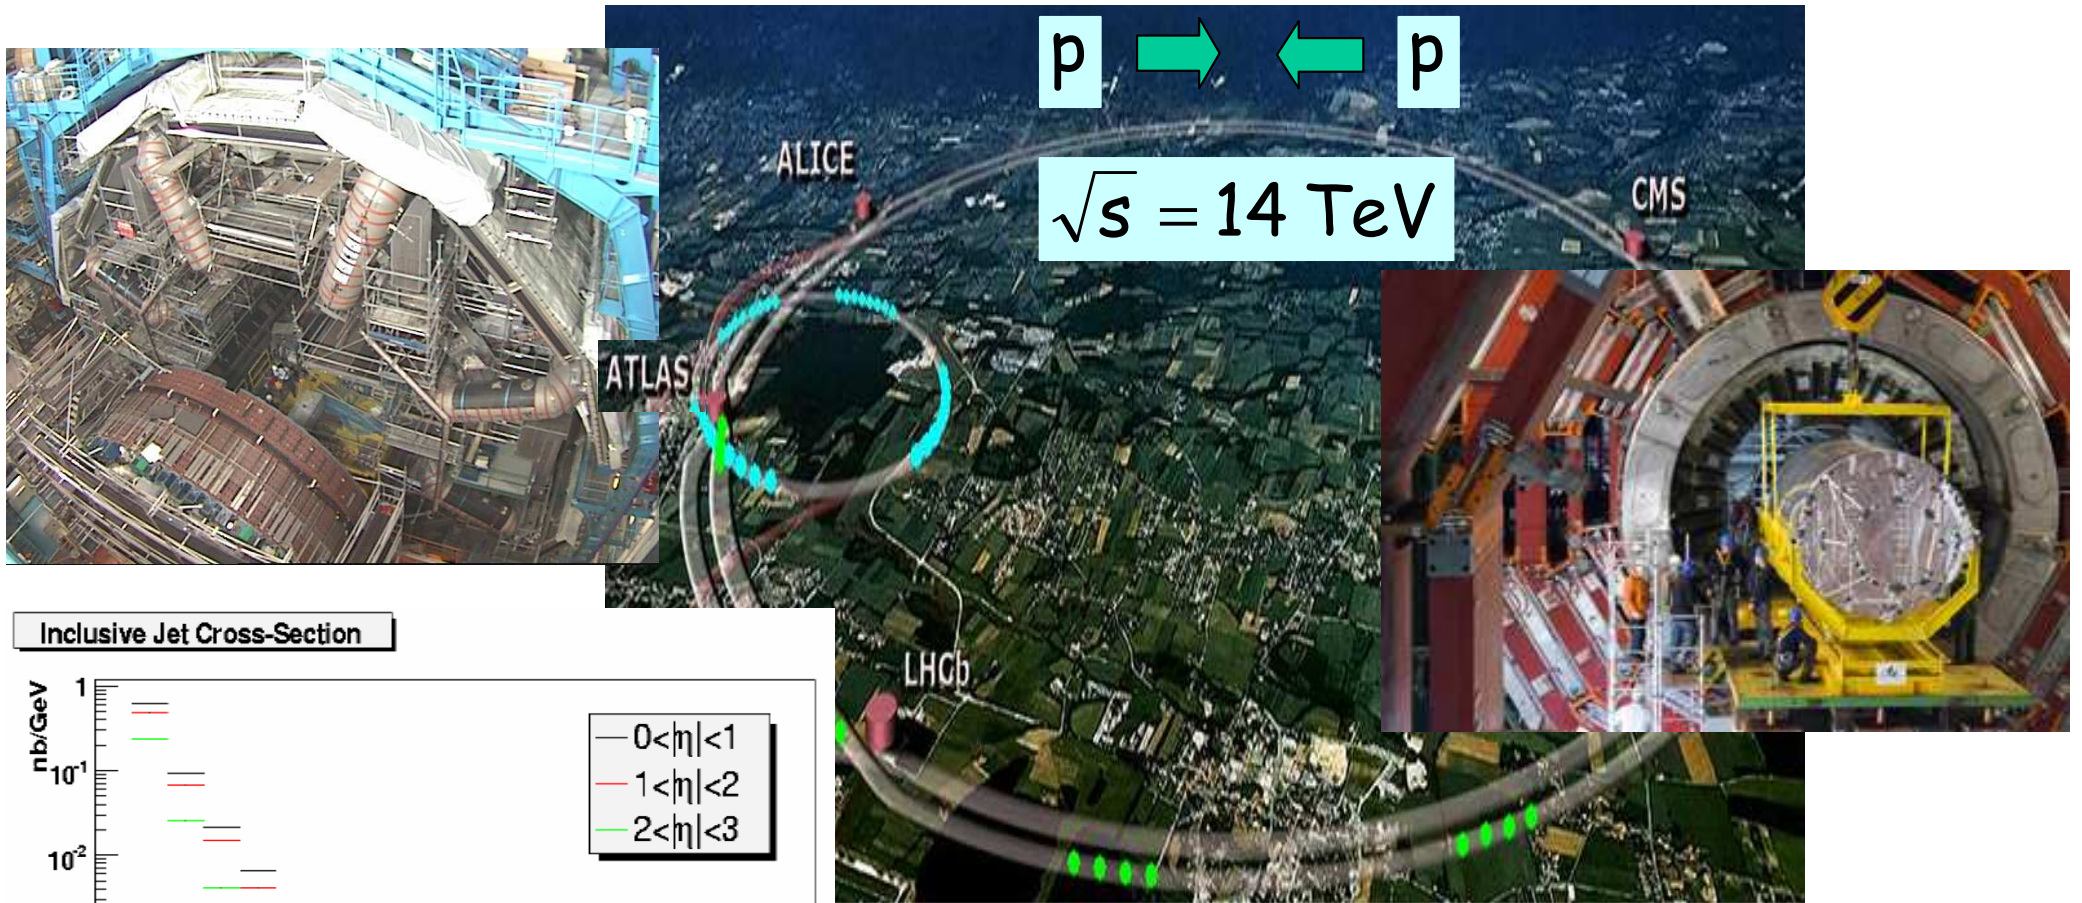 p p
ALICE
√s = 14 TeV
CMS
ATLAS
LHCb
Inclusive Jet Cross-Section
nb/GeV
1
10⁻¹
10⁻²
0<|η|<1
1<|η|<2
2<|η|<3